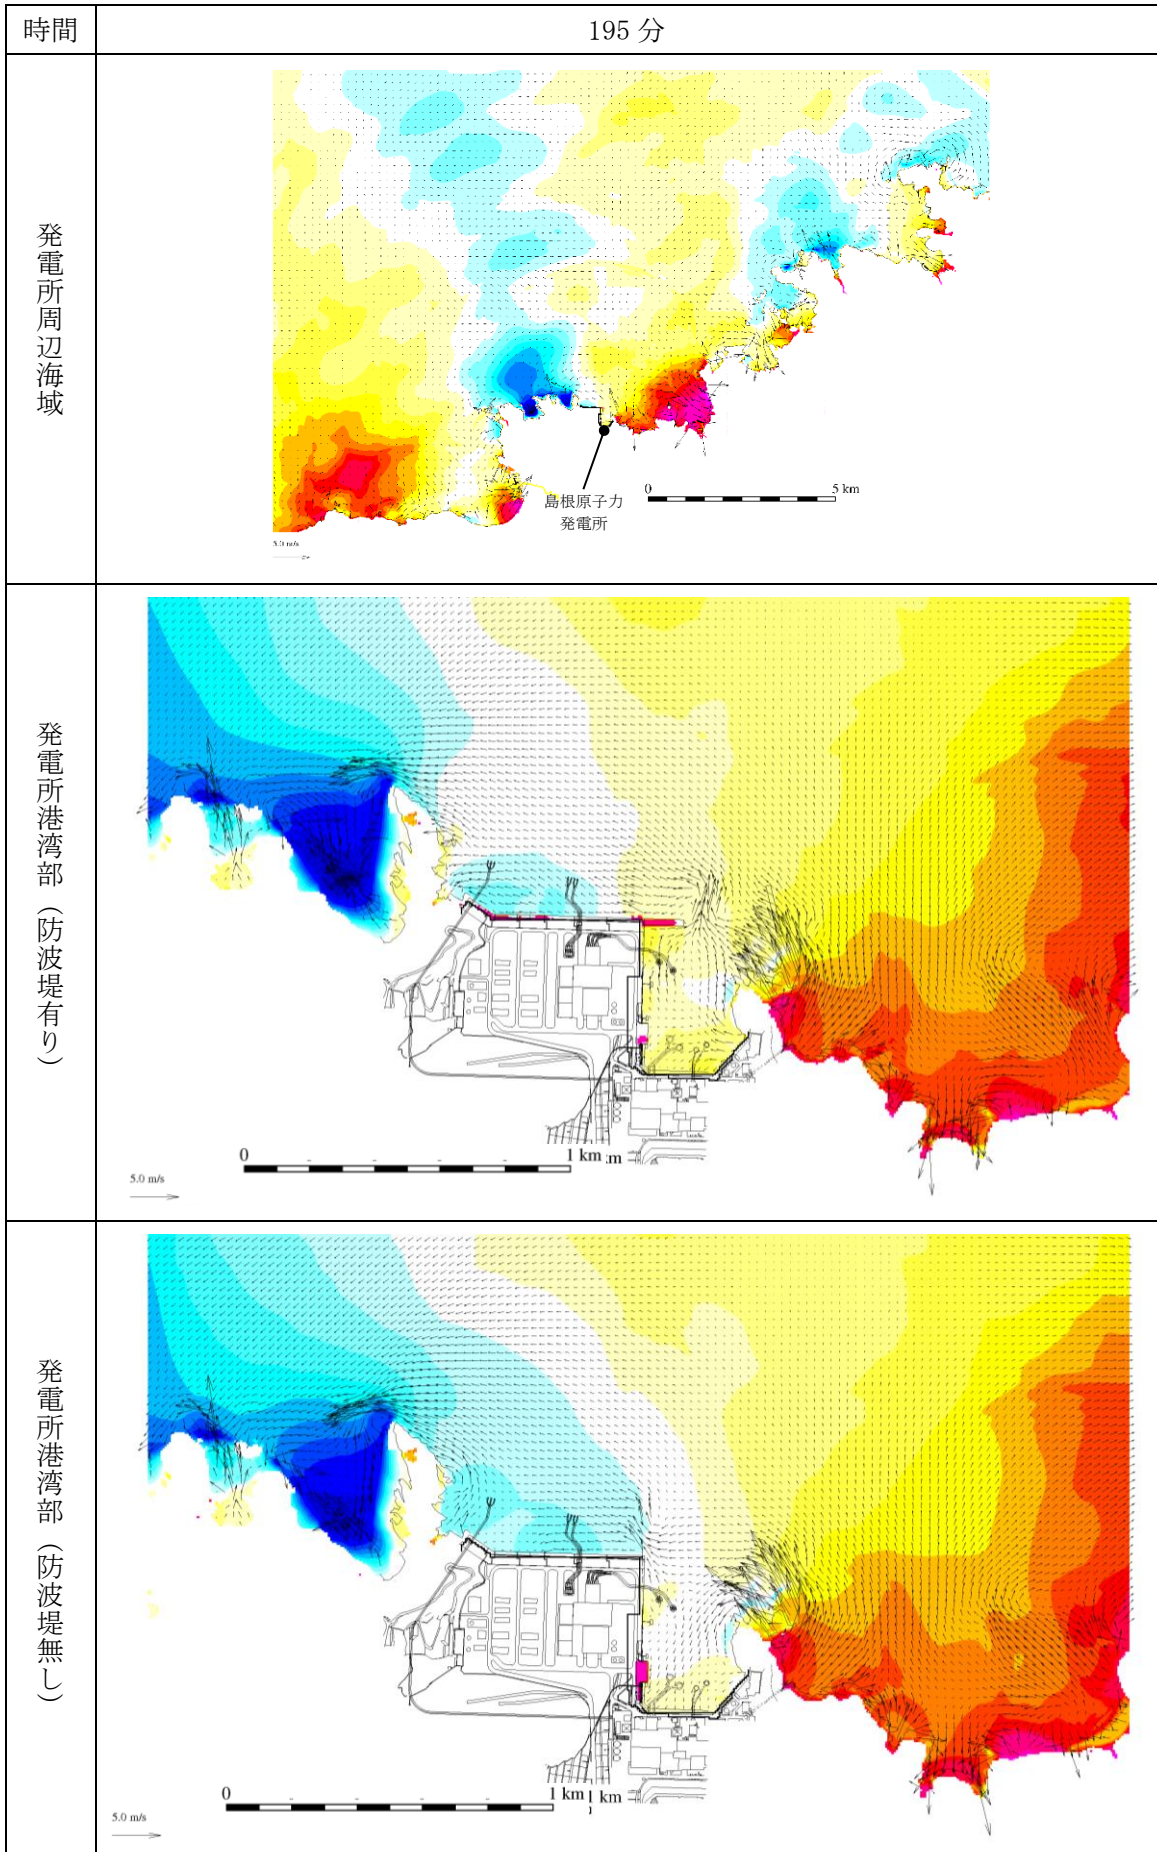 時間
195 分
発電所周辺海域
島根原子力
発電所
0
5 km
5.0 m/s
発電所港湾部（防波堤有り）
0
1 km
:m
5.0 m/s
発電所港湾部（防波堤無し）
0
1 km
km
5.0 m/s